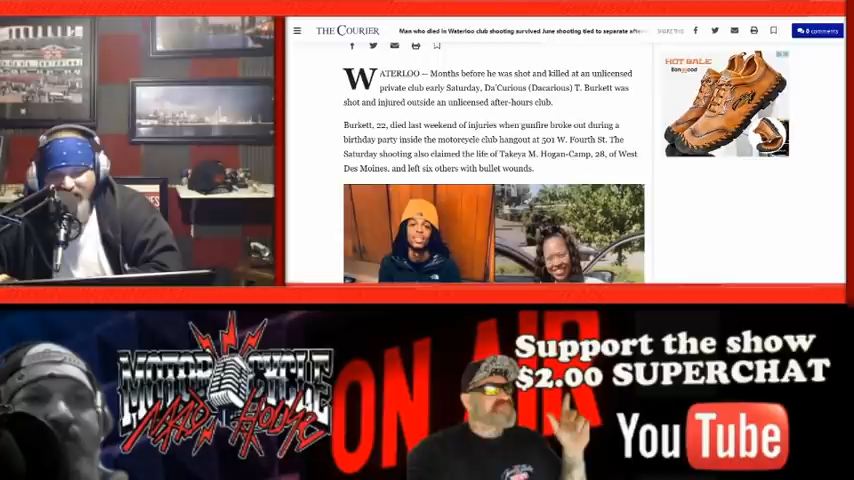 THE COURIER
Man who died in Waterloo club shooting survived June shooting tied to separate after-
SHARE THIS
0 comments
WATERLOO — Months before he was shot and killed at an unlicensed
private club early Saturday, Da'Curious (Dacarious) T. Burkett was
shot and injured outside an unlicensed after-hours club.
Burkett, 22, died last weekend of injuries when gunfire broke out during a
birthday party inside the motorcycle club hangout at 501 W. Fourth St. The
Saturday shooting also claimed the life of Takeya M. Hogan-Camp, 28, of West
Des Moines, and left six others with bullet wounds.
HOT SALE
Banggood
MOTORCYCLE
MAD HOUSE
ON AIR
Support the show
$2.00 SUPERCHAT
YouTube